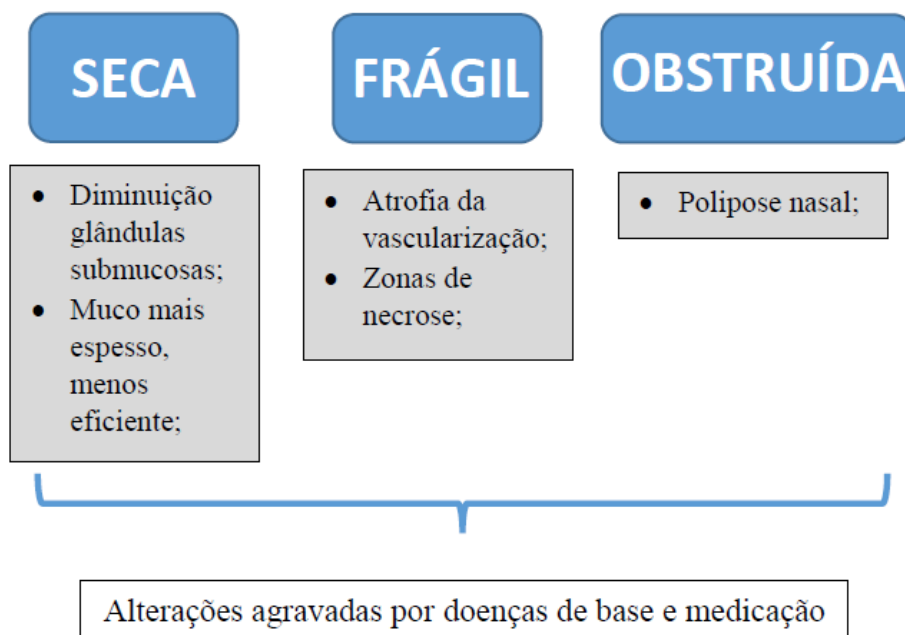 SECA
FRÁGIL
OBSTRUÍDA
• Diminuição
glândulas
submucosas;
• Muco mais
espesso,
menos
eficiente;
• Atrofia da
vascularização;
• Zonas de
necrose;
• Polipose nasal;
Alterações agravadas por doenças de base e medicação